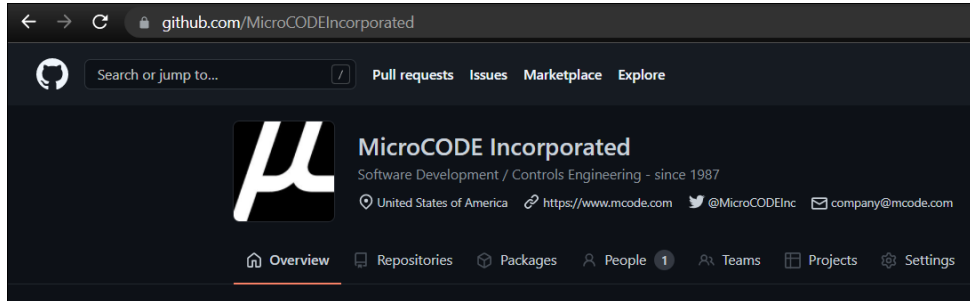 github.com/MicroCODEIncorporated
Search or jump to... / Pull requests Issues Marketplace Explore
µ
MicroCODE Incorporated
Software Development / Controls Engineering - since 1987
United States of America https://www.mcode.com @MicroCODEInc company@mcode.com
Overview Repositories Packages People 1 Teams Projects Settings